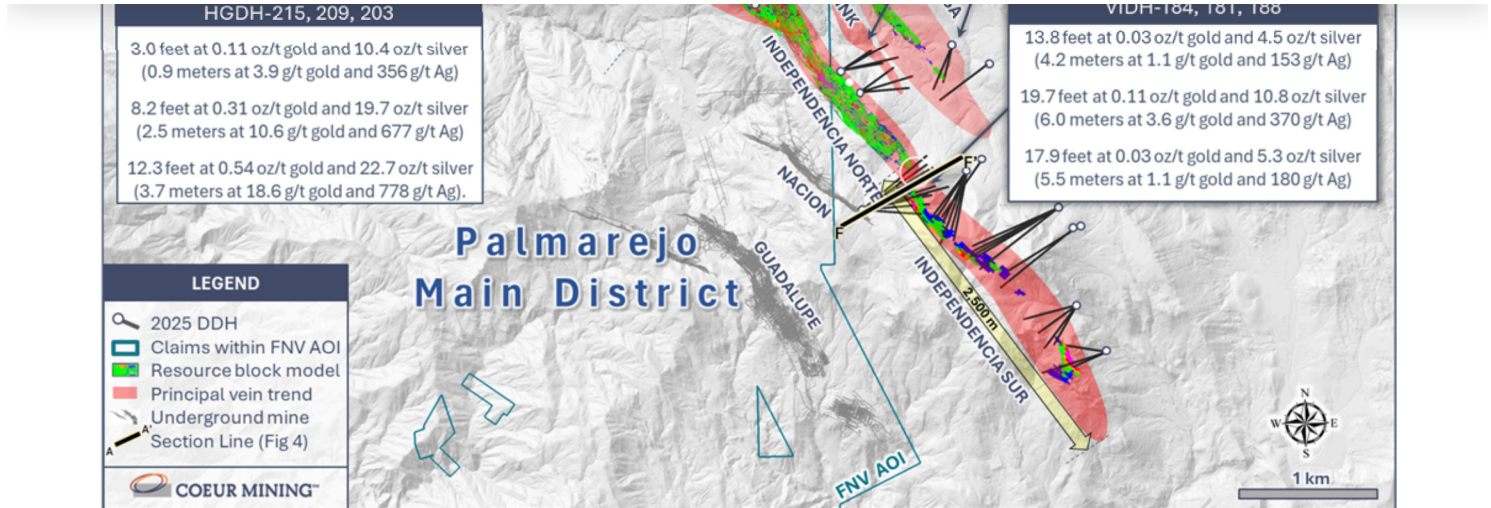 HGDH-215, 209, 203
3.0 feet at 0.11 oz/t gold and 10.4 oz/t silver
(0.9 meters at 3.9 g/t gold and 356 g/t Ag)
8.2 feet at 0.31 oz/t gold and 19.7 oz/t silver
(2.5 meters at 10.6 g/t gold and 677 g/t Ag)
12.3 feet at 0.54 oz/t gold and 22.7 oz/t silver
(3.7 meters at 18.6 g/t gold and 778 g/t Ag).
VIDH-184, 181, 188
13.8 feet at 0.03 oz/t gold and 4.5 oz/t silver
(4.2 meters at 1.1 g/t gold and 153 g/t Ag)
19.7 feet at 0.11 oz/t gold and 10.8 oz/t silver
(6.0 meters at 3.6 g/t gold and 370 g/t Ag)
17.9 feet at 0.03 oz/t gold and 5.3 oz/t silver
(5.5 meters at 1.1 g/t gold and 180 g/t Ag)
INDEPENDENCIA NORTE
NACION
F
F'
Palmarejo
Main District
GUADALUPE
INDEPENDENCIA SUR
2,500 m
FNV AOI
LEGEND
2025 DDH
Claims within FNV AOI
Resource block model
Principal vein trend
Underground mine
A A'
Section Line (Fig 4)
COEUR MINING™
N
W E
S
1 km